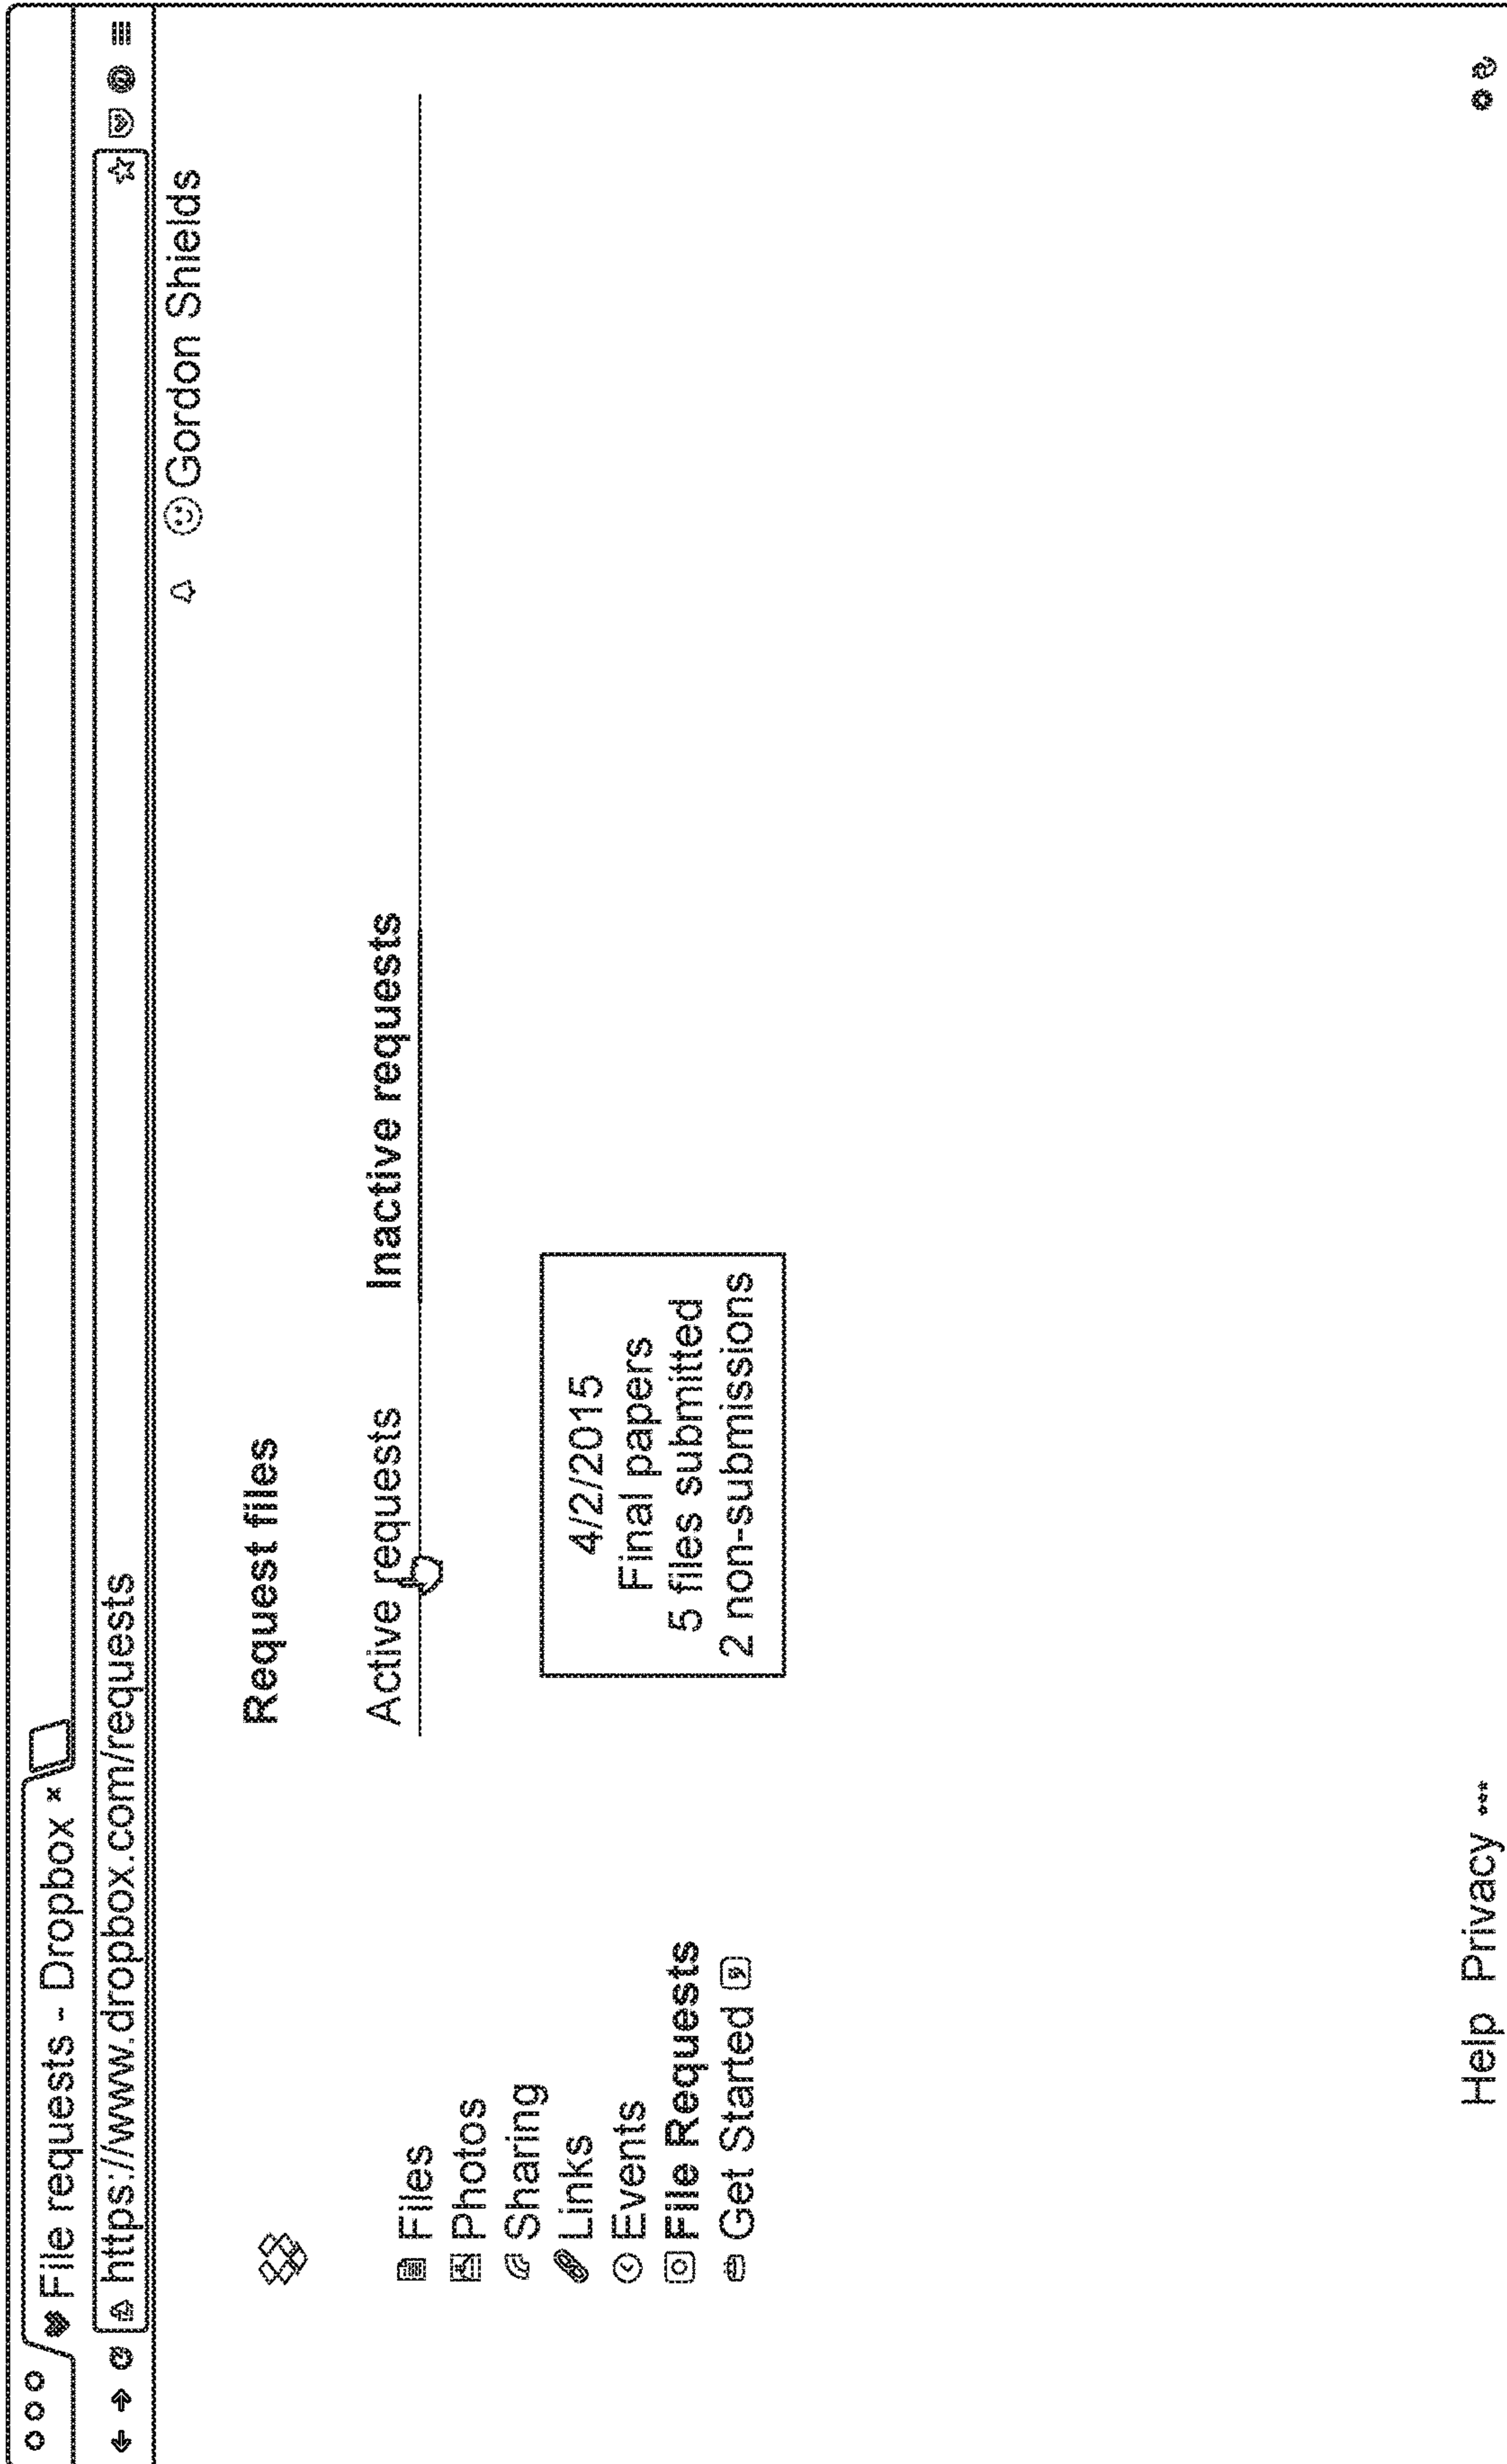 File requests - Dropbox ×
https://www.dropbox.com/requests
Gordon Shields
Request files
Active requests Inactive requests
Files
Photos
Sharing
Links
Events
File Requests
Get Started
4/2/2015
Final papers
5 files submitted
2 non-submissions
Help Privacy •••